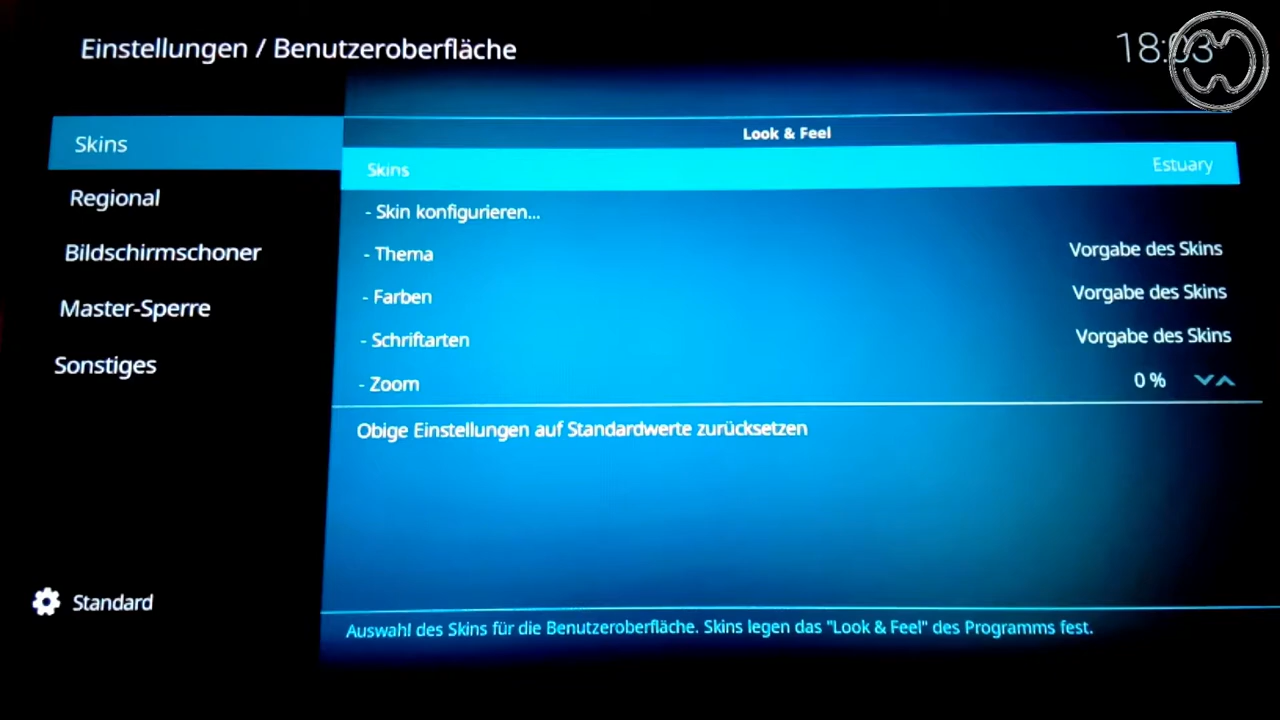 Einstellungen / Benutzeroberfläche
18:03
Skins
Regional
Bildschirmschoner
Master-Sperre
Sonstiges
Standard
Look & Feel
Skins Estuary
- Skin konfigurieren...
- Thema Vorgabe des Skins
- Farben Vorgabe des Skins
- Schriftarten Vorgabe des Skins
- Zoom 0 %
Obige Einstellungen auf Standardwerte zurücksetzen
Auswahl des Skins für die Benutzeroberfläche. Skins legen das "Look & Feel" des Programms fest.